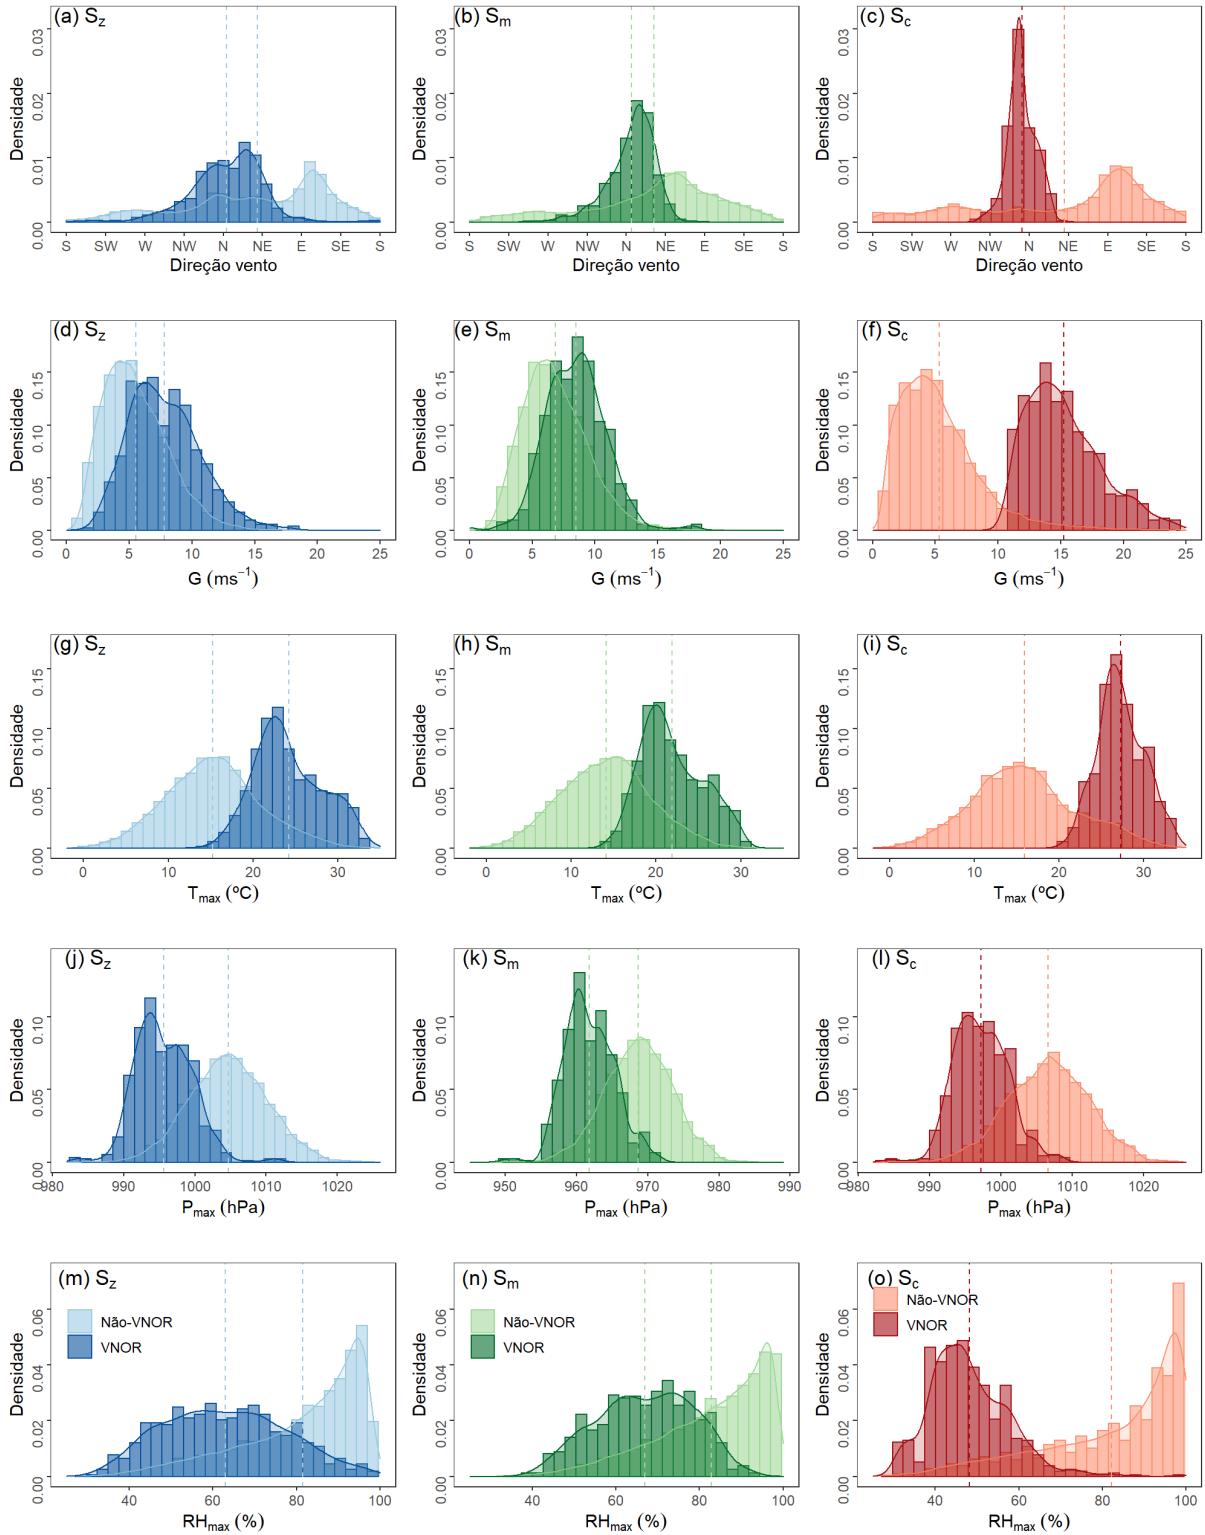 (a) Sz
(b) Sm
(c) Sc
Densidade
0.00 0.01 0.02 0.03
S SW W NW N NE E SE S
Direção vento
Densidade
0.00 0.01 0.02 0.03
S SW W NW N NE E SE S
Direção vento
Densidade
0.00 0.01 0.02 0.03
S SW W NW N NE E SE S
Direção vento
(d) Sz
(e) Sm
(f) Sc
Densidade
0.00 0.05 0.10 0.15
0 5 10 15 20 25
G (ms⁻¹)
Densidade
0.00 0.05 0.10 0.15
0 5 10 15 20 25
G (ms⁻¹)
Densidade
0.00 0.05 0.10 0.15
0 5 10 15 20 25
G (ms⁻¹)
(g) Sz
(h) Sm
(i) Sc
Densidade
0.00 0.05 0.10 0.15
0 10 20 30
Tmax (ºC)
Densidade
0.00 0.05 0.10 0.15
0 10 20 30
Tmax (ºC)
Densidade
0.00 0.05 0.10 0.15
0 10 20 30
Tmax (ºC)
(j) Sz
(k) Sm
(l) Sc
Densidade
0.00 0.05 0.10
980 990 1000 1010 1020
Pmax (hPa)
Densidade
0.00 0.05 0.10
950 960 970 980 990
Pmax (hPa)
Densidade
0.00 0.05 0.10
980 990 1000 1010 1020
Pmax (hPa)
(m) Sz
(n) Sm
(o) Sc
Não-VNOR
VNOR
Densidade
0.00 0.02 0.04 0.06
40 60 80 100
RHmax (%)
Não-VNOR
VNOR
Densidade
0.00 0.02 0.04 0.06
40 60 80 100
RHmax (%)
Não-VNOR
VNOR
Densidade
0.00 0.02 0.04 0.06
40 60 80 100
RHmax (%)